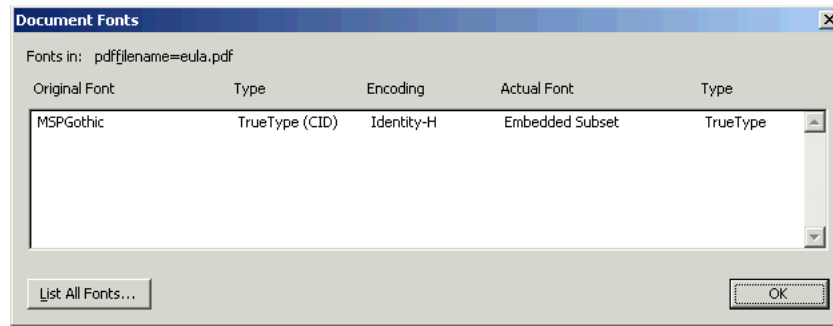 Document Fonts
Fonts in: pdffilename=eula.pdf
Original Font Type Encoding Actual Font Type
MSPGothic TrueType (CID) Identity-H Embedded Subset TrueType
List All Fonts... OK